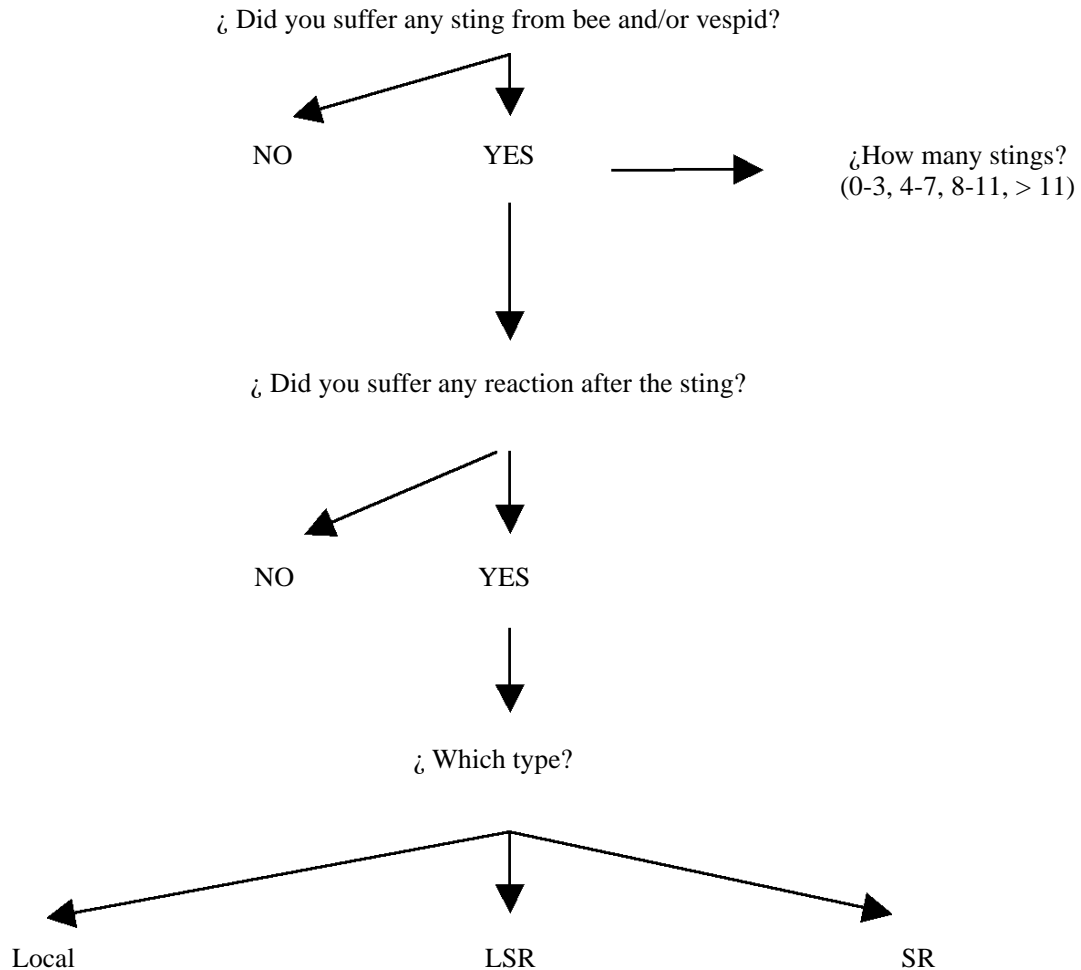 ¿ Did you suffer any sting from bee and/or vespid?
NO
YES
¿How many stings?
(0-3, 4-7, 8-11, > 11)
¿ Did you suffer any reaction after the sting?
NO
YES
¿ Which type?
Local
LSR
SR